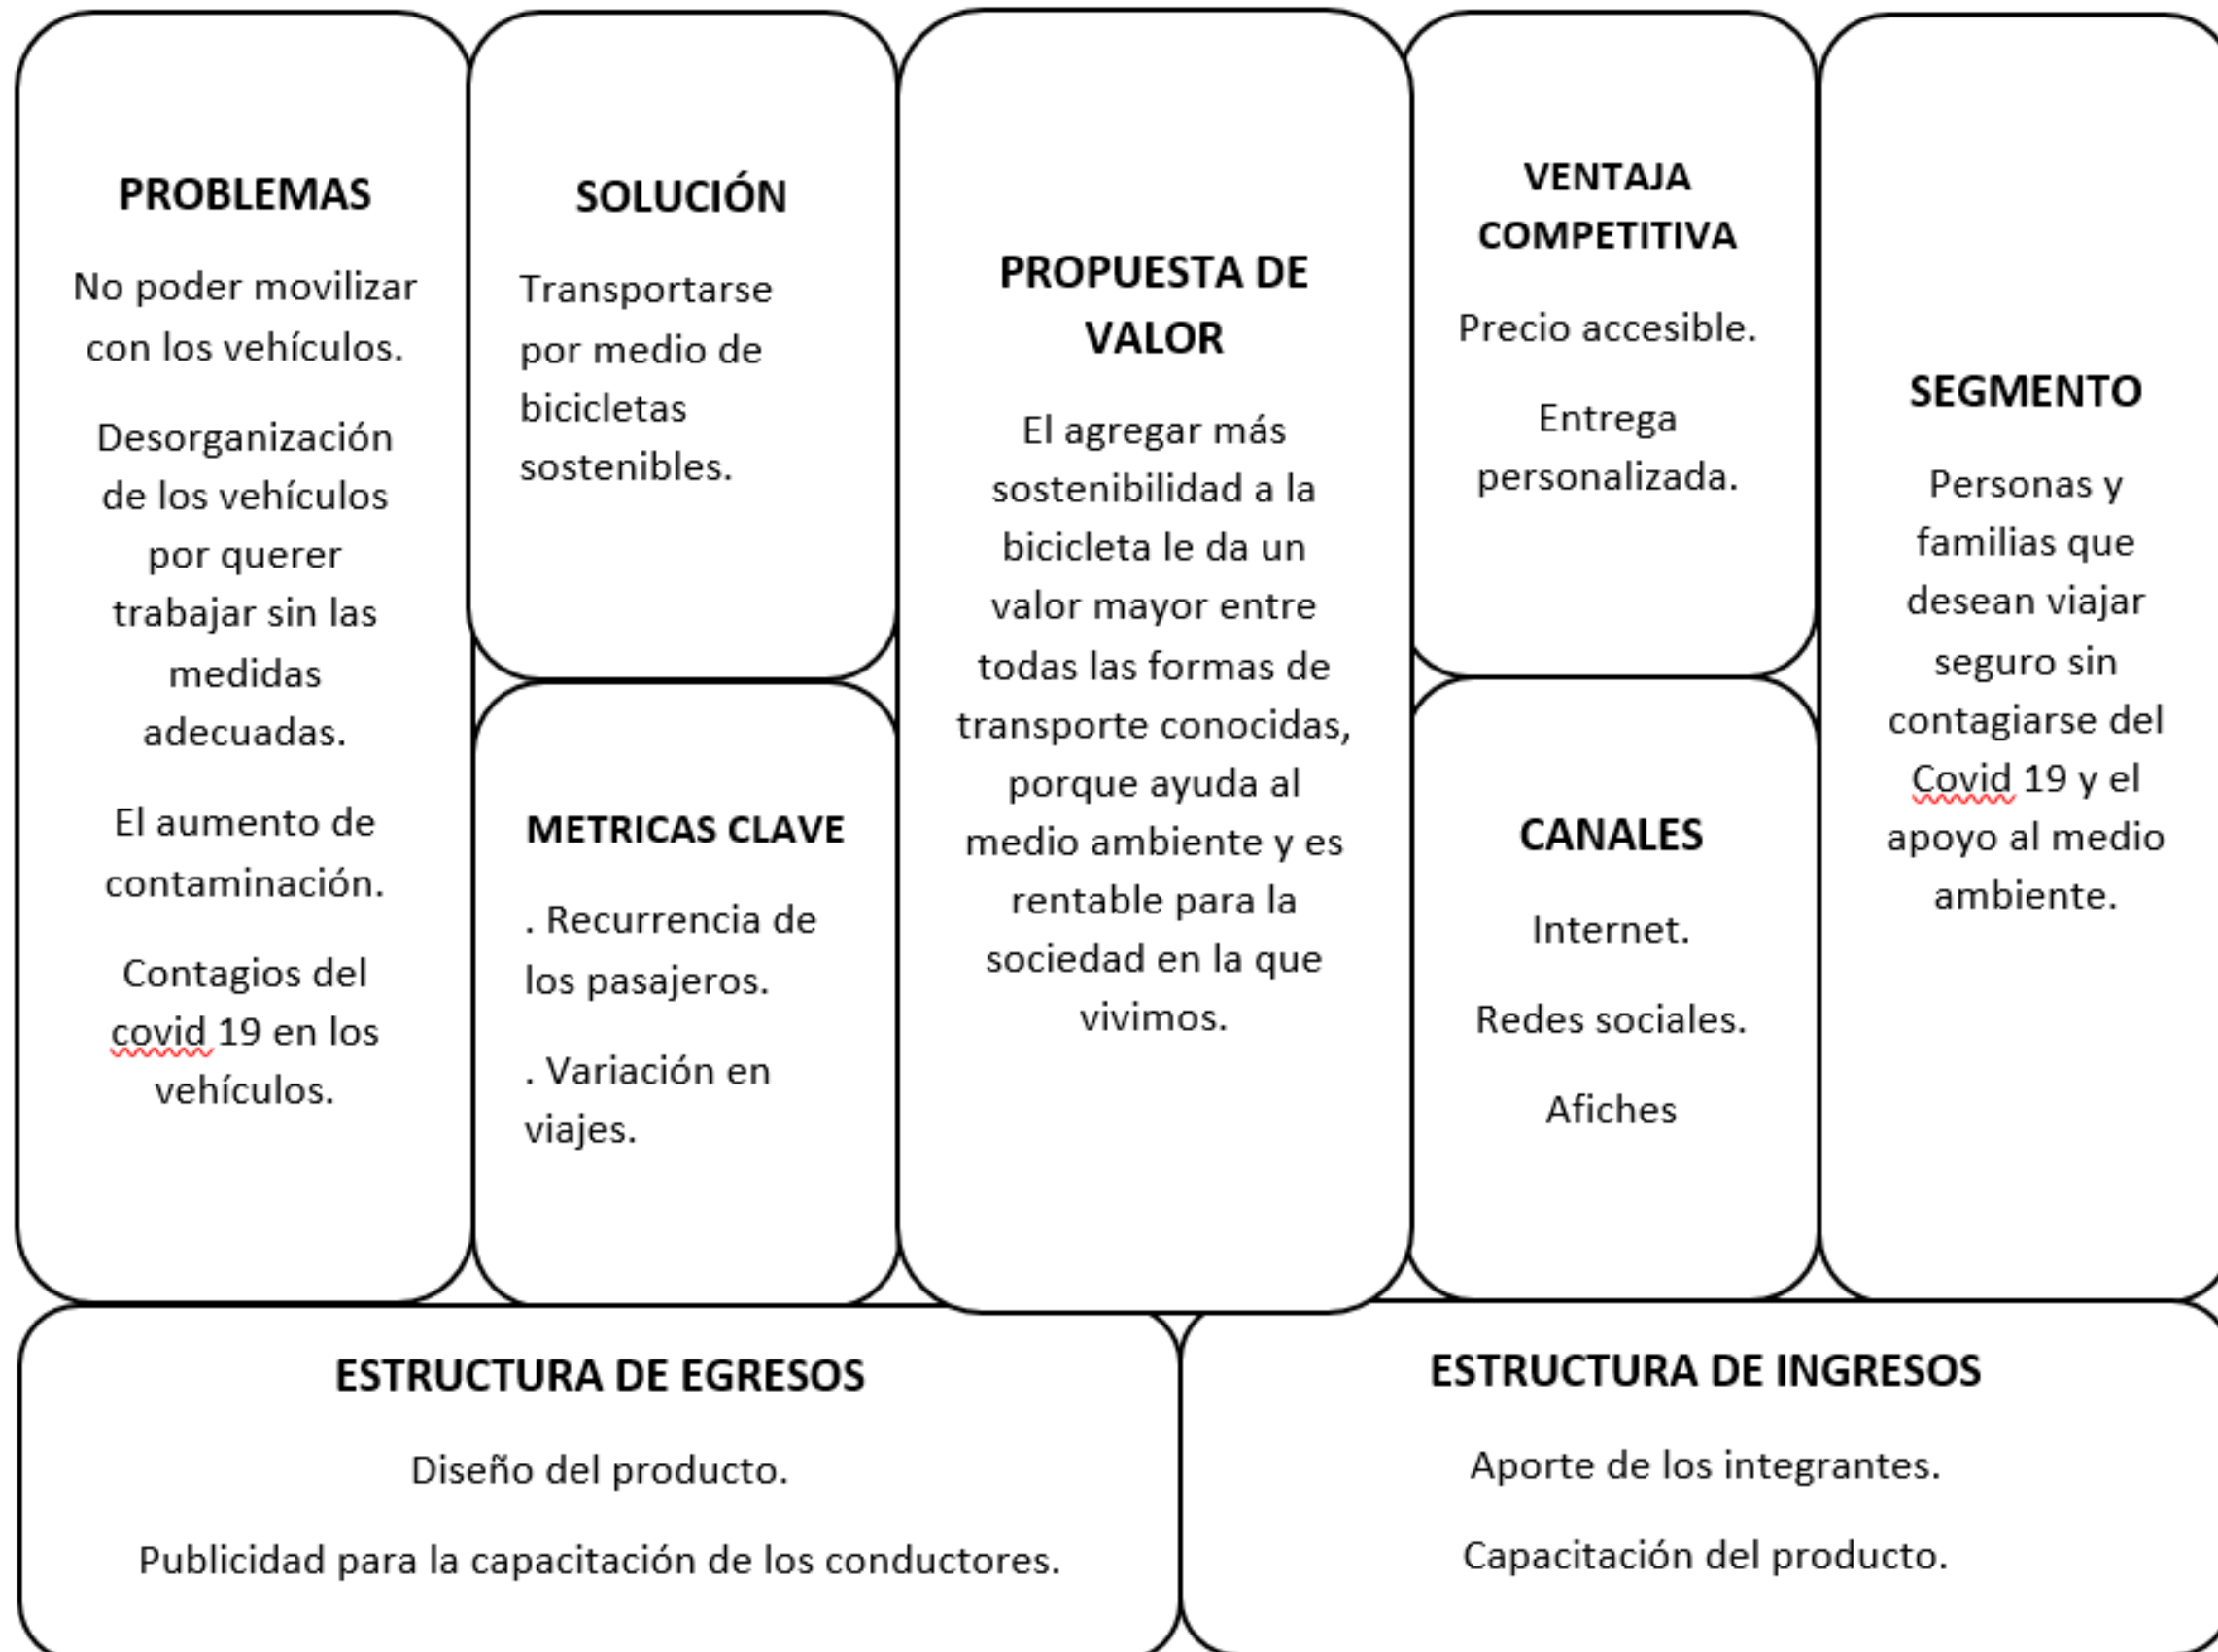 PROBLEMAS
No poder movilizar
con los vehículos.
Desorganización
de los vehículos
por querer
trabajar sin las
medidas
adecuadas.
El aumento de
contaminación.
Contagios del
covid 19 en los
vehículos.
SOLUCIÓN
Transportarse
por medio de
bicicletas
sostenibles.
METRICAS CLAVE
. Recurrencia de
los pasajeros.
. Variación en
viajes.
PROPUESTA DE
VALOR
El agregar más
sostenibilidad a la
bicicleta le da un
valor mayor entre
todas las formas de
transporte conocidas,
porque ayuda al
medio ambiente y es
rentable para la
sociedad en la que
vivimos.
VENTAJA
COMPETITIVA
Precio accesible.
Entrega
personalizada.
CANALES
Internet.
Redes sociales.
Afiches
SEGMENTO
Personas y
familias que
desean viajar
seguro sin
contagiarse del
Covid 19 y el
apoyo al medio
ambiente.
ESTRUCTURA DE EGRESOS
Diseño del producto.
Publicidad para la capacitación de los conductores.
ESTRUCTURA DE INGRESOS
Aporte de los integrantes.
Capacitación del producto.